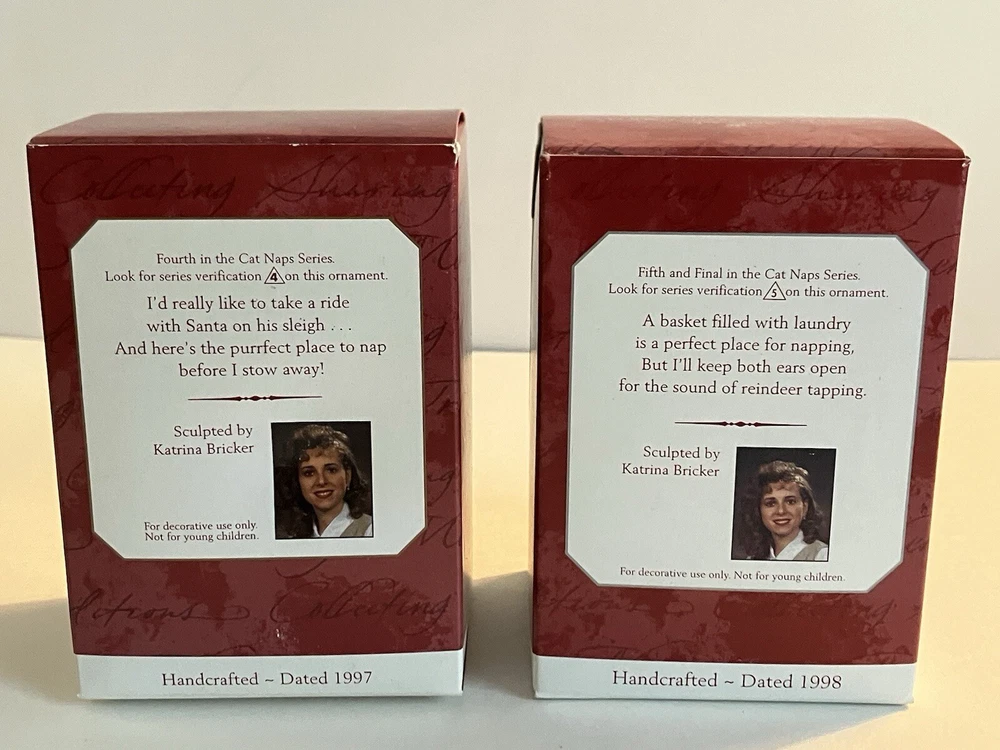 Collecting Sharing
Fourth in the Cat Naps Series.
Look for series verification 4 on this ornament.
I'd really like to take a ride
with Santa on his sleigh . . .
And here's the purrfect place to nap
before I stow away!
Sculpted by
Katrina Bricker
For decorative use only.
Not for young children.
Collecting
Handcrafted ~ Dated 1997
Sharing
Fifth and Final in the Cat Naps Series.
Look for series verification 5 on this ornament.
A basket filled with laundry
is a perfect place for napping,
But I'll keep both ears open
for the sound of reindeer tapping.
Sculpted by
Katrina Bricker
For decorative use only. Not for young children.
Handcrafted ~ Dated 1998